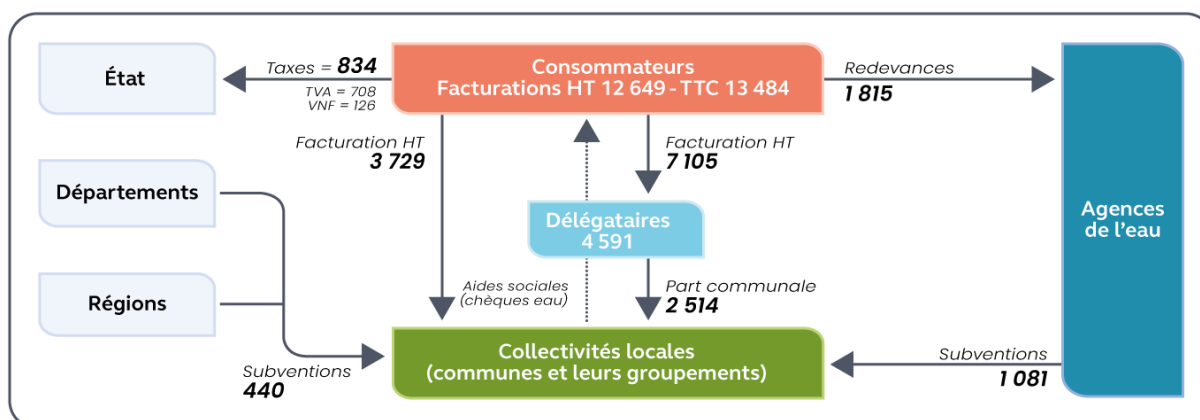 État
Taxes = 834
TVA = 708
VNF = 126
Consommateurs
Facturations HT 12 649 - TTC 13 484
Redevances
1 815
Facturation HT
3 729
Facturation HT
7 105
Départements
Délégataires
4 591
Agences
de l'eau
Régions
Aides sociales
(chèques eau)
Part communale
2 514
Subventions
440
Collectivités locales
(communes et leurs groupements)
Subventions
1 081